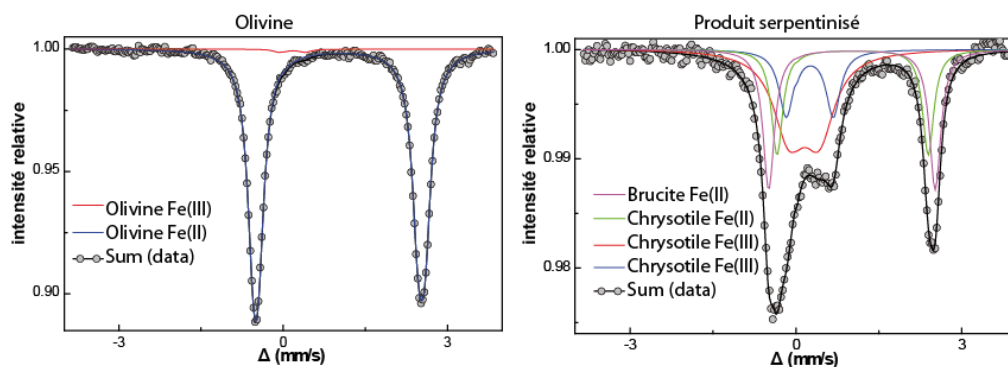 Olivine
1.00
0.95
0.90
intensité relative
Olivine Fe(III)
Olivine Fe(II)
Sum (data)
-3
0
3
Δ (mm/s)
Produit serpentinisé
1.00
0.99
0.98
intensité relative
Brucite Fe(II)
Chrysotile Fe(II)
Chrysotile Fe(III)
Chrysotile Fe(III)
Sum (data)
-3
0
3
Δ (mm/s)